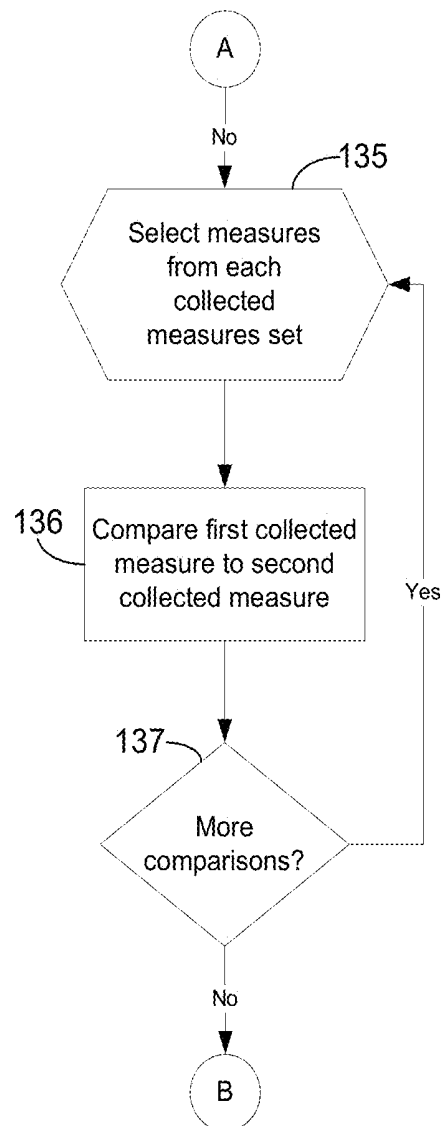 A
No
135
Select measures
from each
collected
measures set
136
Compare first collected
measure to second
collected measure
Yes
137
More
comparisons?
No
B